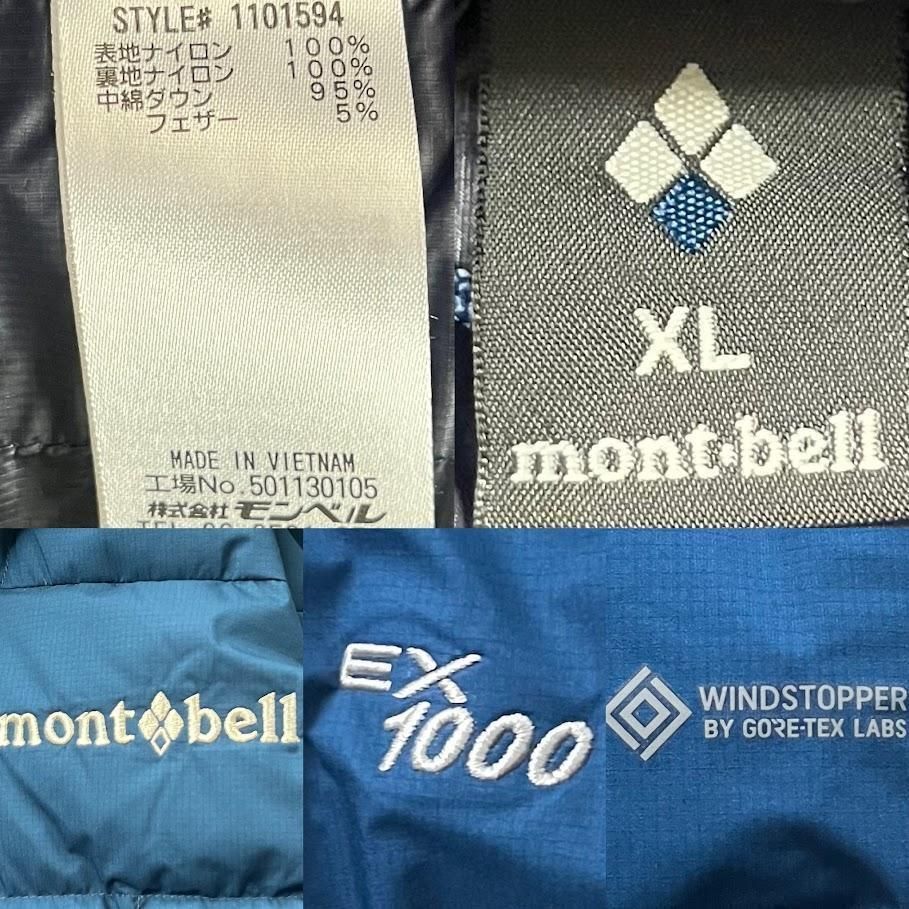 STYLE# 1101594
表地ナイロン 100%
裏地ナイロン 100%
中綿ダウン 95%
フェザー 5%
MADE IN VIETNAM
工場No. 501130105
株式会社モンベル
XL
mont-bell
mont bell
EX
1000
WINDSTOPPER
BY GORE-TEX LABS